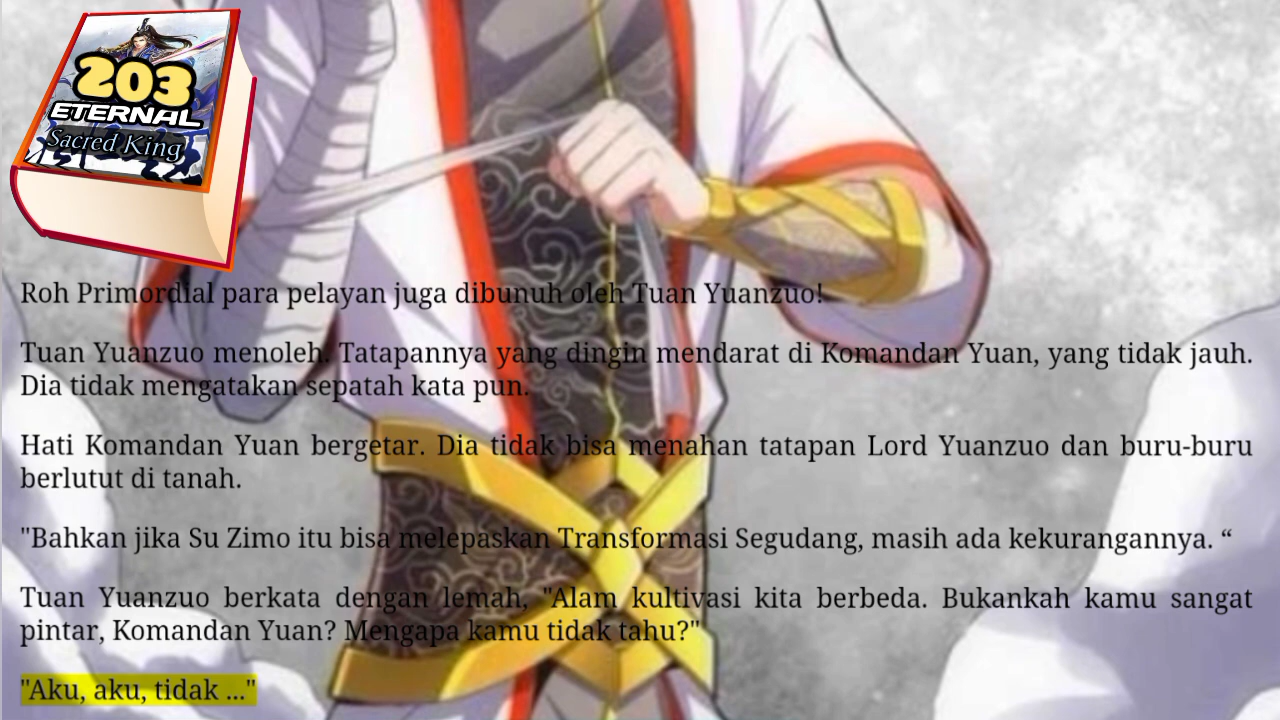 203
ETERNAL
Sacred King
Roh Primordial para pelayan juga dibunuh oleh Tuan Yuanzuo!
Tuan Yuanzuo menoleh. Tatapannya yang dingin mendarat di Komandan Yuan, yang tidak jauh.
Dia tidak mengatakan sepatah kata pun.
Hati Komandan Yuan bergetar. Dia tidak bisa menahan tatapan Lord Yuanzuo dan buru-buru
berlutut di tanah.
"Bahkan jika Su Zimo itu bisa melepaskan Transformasi Segudang, masih ada kekurangannya. “
Tuan Yuanzuo berkata dengan lemah, "Alam kultivasi kita berbeda. Bukankah kamu sangat
pintar, Komandan Yuan? Mengapa kamu tidak tahu?"
"Aku, aku, tidak ..."